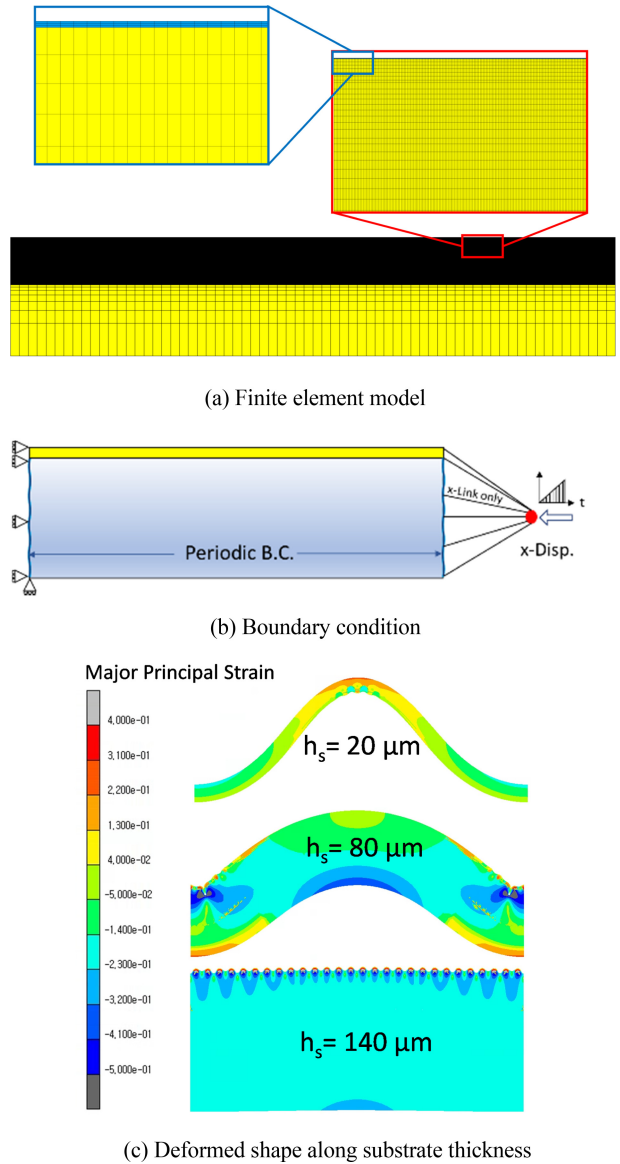 (a) Finite element model
x-Link only
t
Periodic B.C.
x-Disp.
(b) Boundary condition
Major Principal Strain
4,000e-01
3,100e-01
2,200e-01
1,300e-01
4,000e-02
-5,000e-02
-1,400e-01
-2,300e-01
-3,200e-01
-4,100e-01
-5,000e-01
hₛ= 20 μm
hₛ= 80 μm
hₛ= 140 μm
(c) Deformed shape along substrate thickness